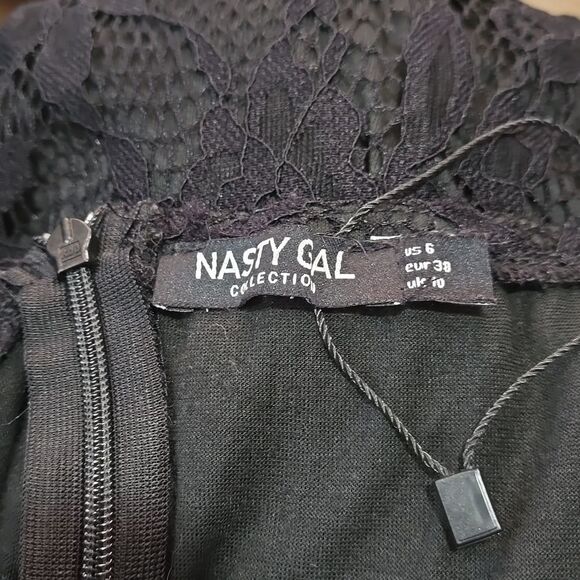 NASTY GAL
COLLECTION
US 6
eur 38
uk 10